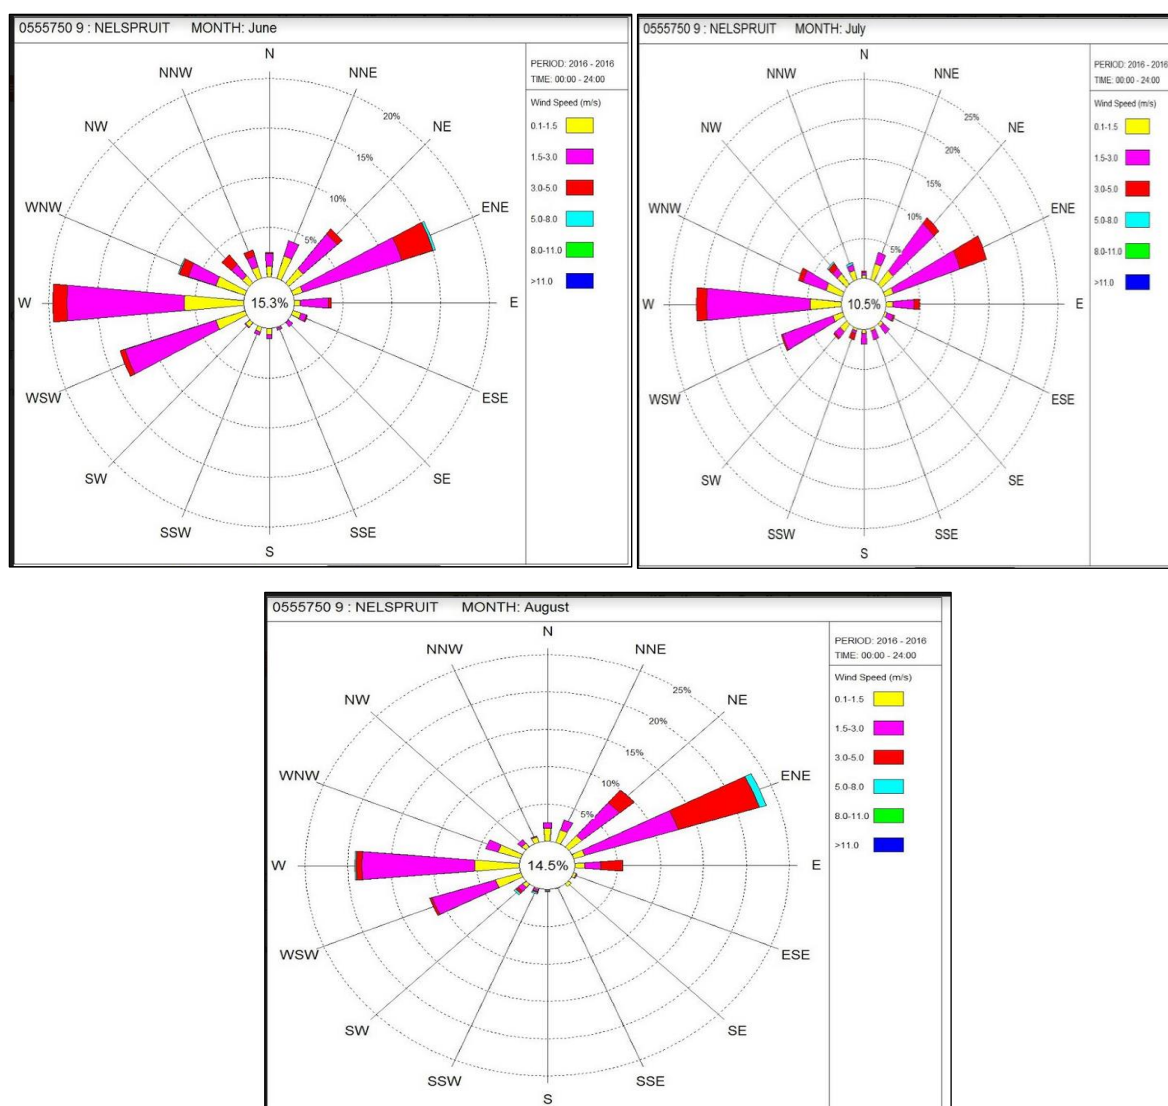 0555750 9 : NELSPRUIT MONTH: June
PERIOD: 2016 - 2016
TIME: 00:00 - 24:00
Wind Speed (m/s)
0.1-1.5
1.5-3.0
3.0-5.0
5.0-8.0
8.0-11.0
>11.0
N
NNE
NE
ENE
E
ESE
SE
SSE
S
SSW
SW
WSW
W
WNW
NW
NNW
20%
15%
10%
5%
15.3%
0555750 9 : NELSPRUIT MONTH: July
PERIOD: 2016 - 2016
TIME: 00:00 - 24:00
Wind Speed (m/s)
0.1-1.5
1.5-3.0
3.0-5.0
5.0-8.0
8.0-11.0
>11.0
N
NNE
NE
ENE
E
ESE
SE
SSE
S
SSW
SW
WSW
W
WNW
NW
NNW
25%
20%
15%
10%
5%
10.5%
0555750 9 : NELSPRUIT MONTH: August
PERIOD: 2016 - 2016
TIME: 00:00 - 24:00
Wind Speed (m/s)
0.1-1.5
1.5-3.0
3.0-5.0
5.0-8.0
8.0-11.0
>11.0
N
NNE
NE
ENE
E
ESE
SE
SSE
S
SSW
SW
WSW
W
WNW
NW
NNW
25%
20%
15%
10%
5%
14.5%